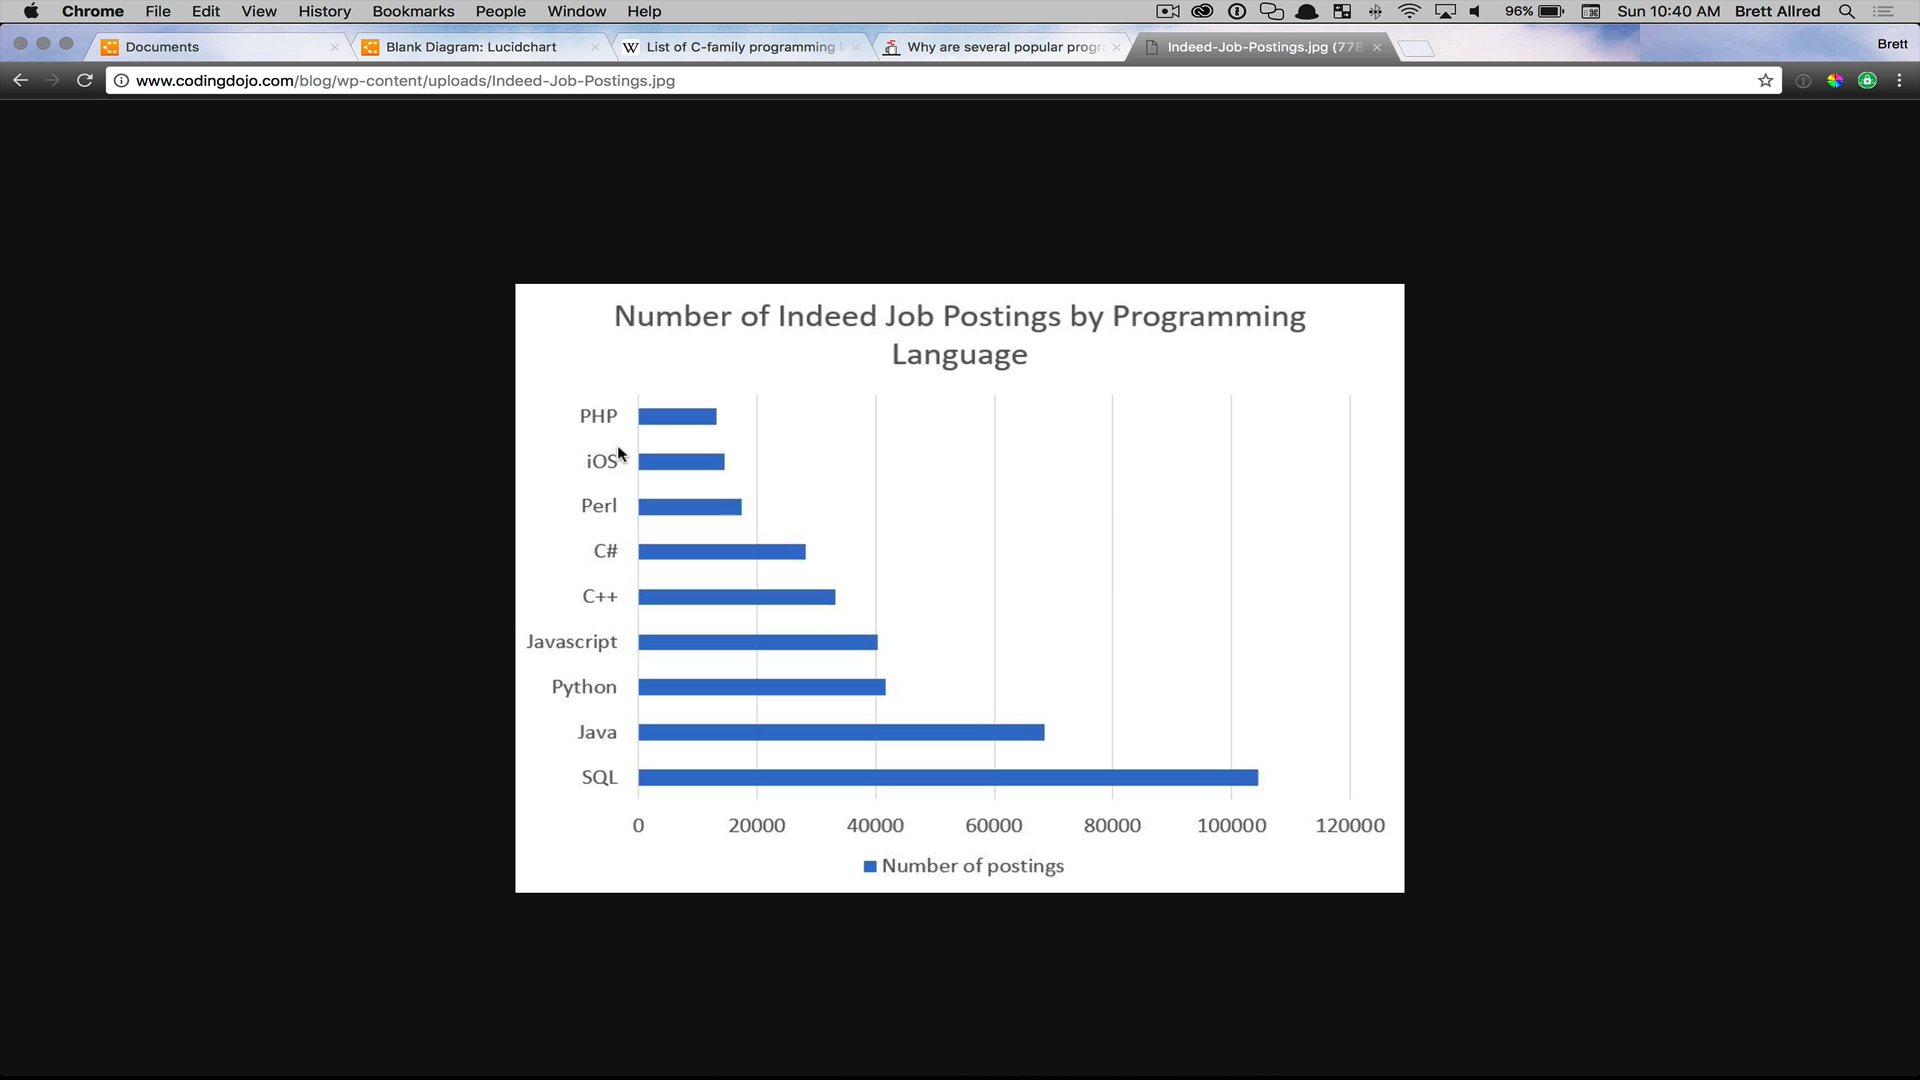 Chrome File Edit View History Bookmarks People Window Help 96% Sun 10:40 AM Brett Allred
Documents Blank Diagram: Lucidchart List of C-family programming Why are several popular progr Indeed-Job-Postings.jpg (778 Brett
www.codingdojo.com/blog/wp-content/uploads/Indeed-Job-Postings.jpg
Number of Indeed Job Postings by Programming
Language
PHP
iOS
Perl
C#
C++
Javascript
Python
Java
SQL
0 20000 40000 60000 80000 100000 120000
Number of postings